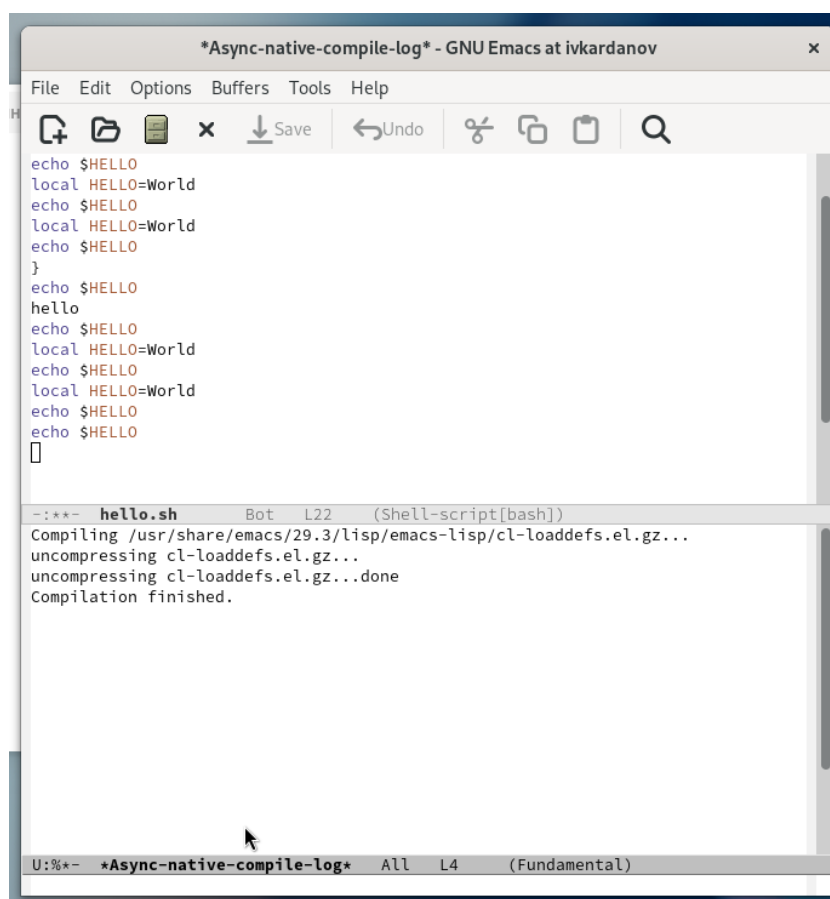 *Async-native-compile-log* - GNU Emacs at ivkardanov
File Edit Options Buffers Tools Help
H
Save Undo
echo $HELLO
local HELLO=World
echo $HELLO
local HELLO=World
echo $HELLO
}
echo $HELLO
hello
echo $HELLO
local HELLO=World
echo $HELLO
local HELLO=World
echo $HELLO
echo $HELLO
-:**- hello.sh Bot L22 (Shell-script[bash])
Compiling /usr/share/emacs/29.3/lisp/emacs-lisp/cl-loaddefs.el.gz...
uncompressing cl-loaddefs.el.gz...
uncompressing cl-loaddefs.el.gz...done
Compilation finished.
U:%*- *Async-native-compile-log* All L4 (Fundamental)